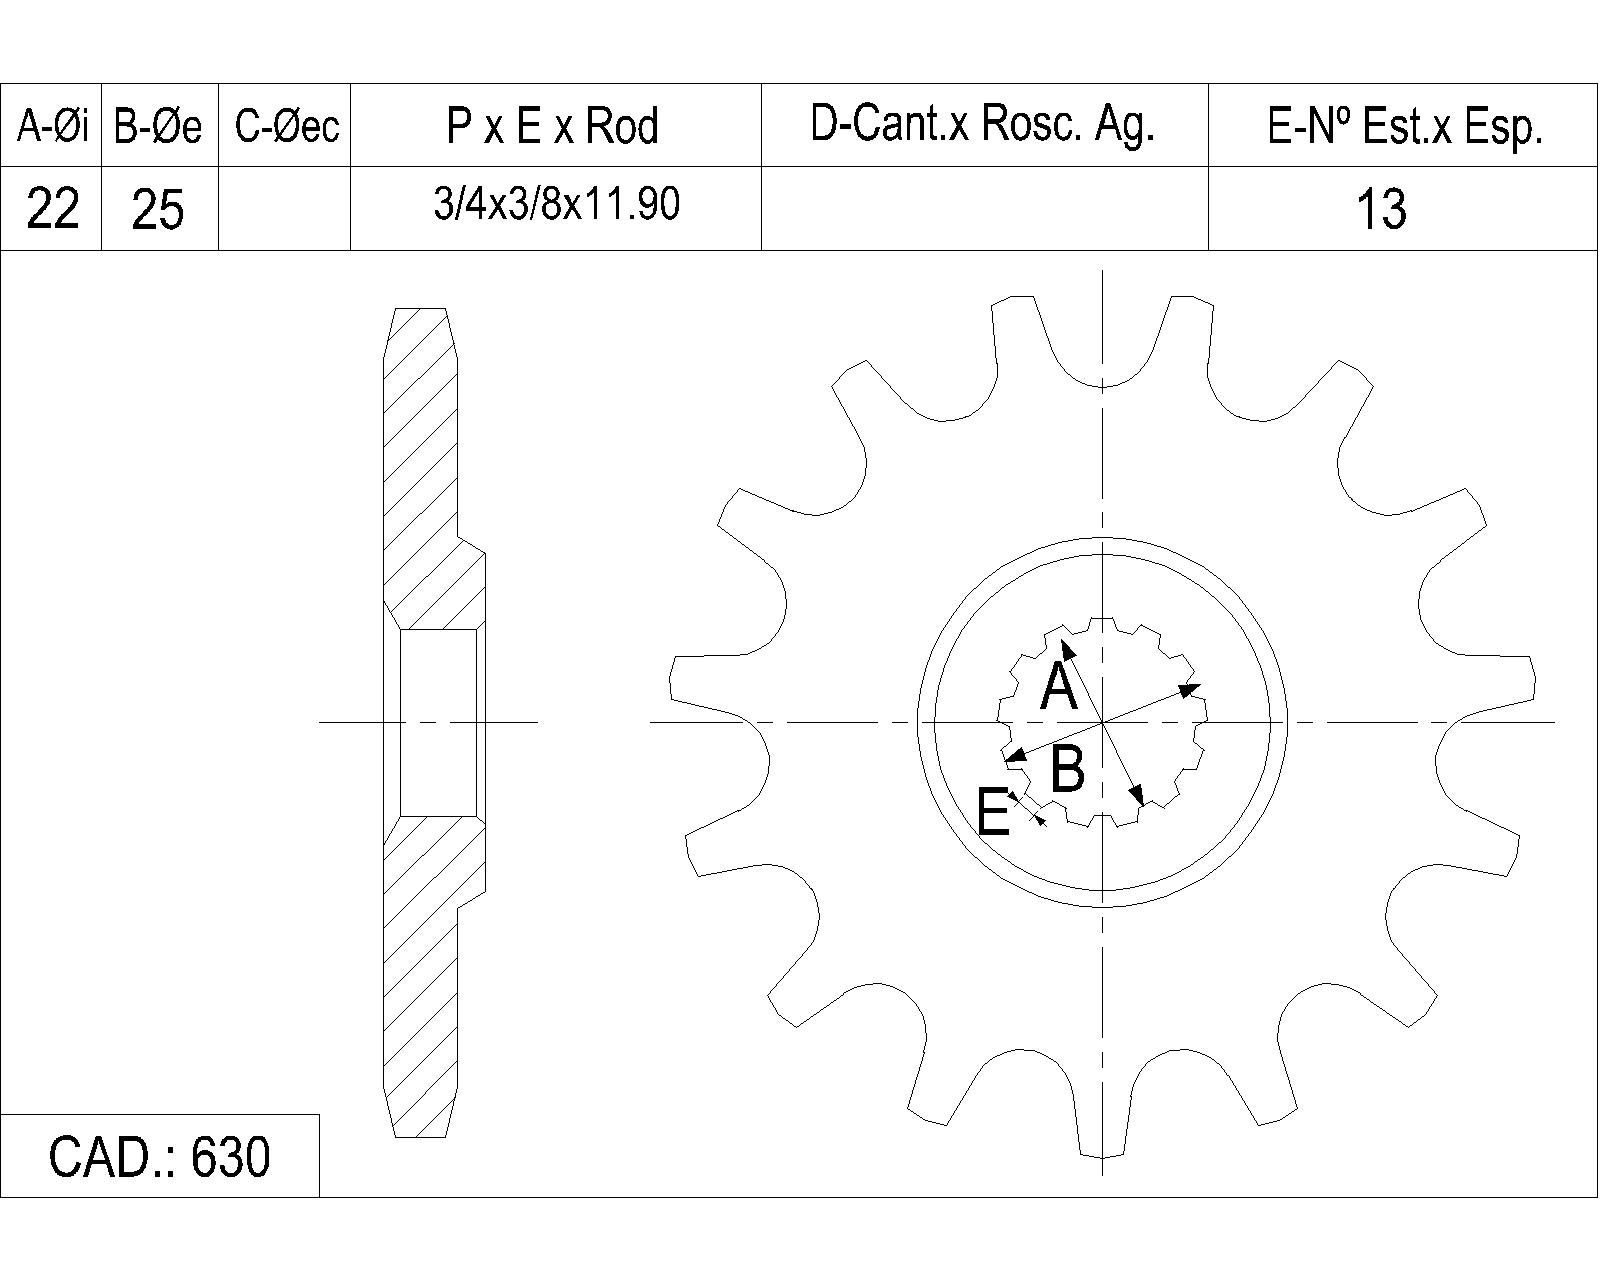 A-Øi B-Øe C-Øec P x E x Rod D-Cant.x Rosc. Ag. E-Nº Est.x Esp.
22 25 3/4x3/8x11.90 13
A
B
E
CAD.: 630